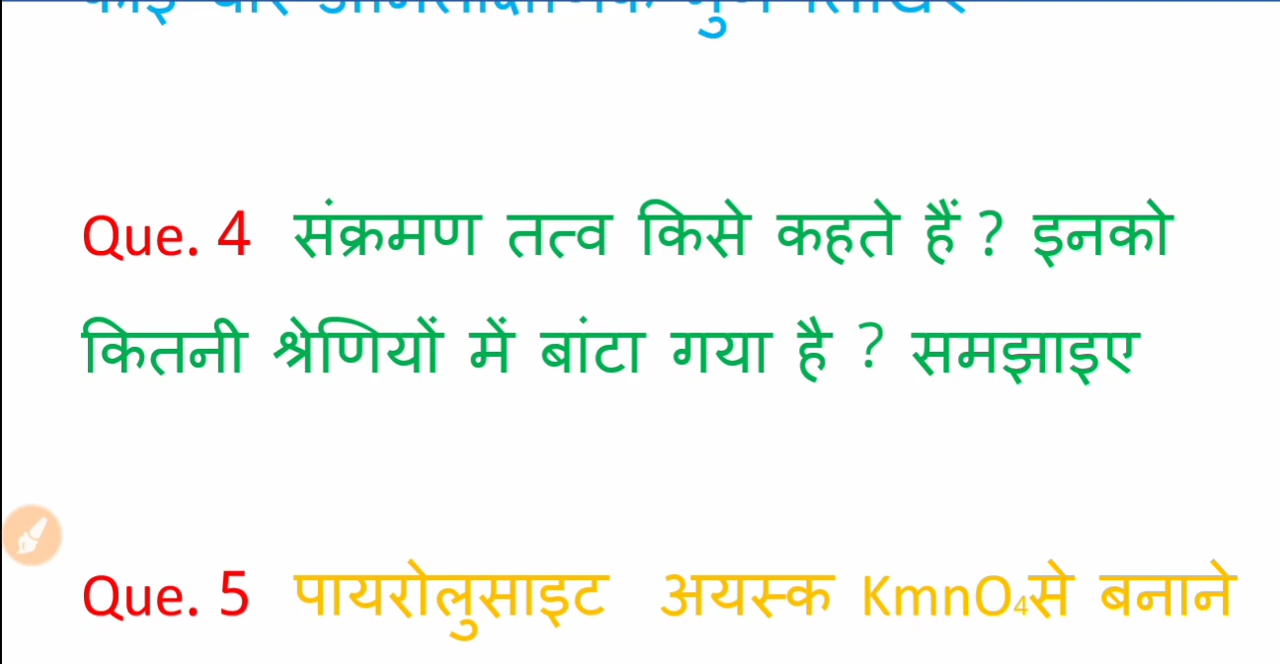 Que. 4 संक्रमण तत्व किसे कहते हैं ? इनको
कितनी श्रेणियों में बांटा गया है ? समझाइए
Que. 5 पायरोलुसाइट अयस्क KmnO₄से बनाने